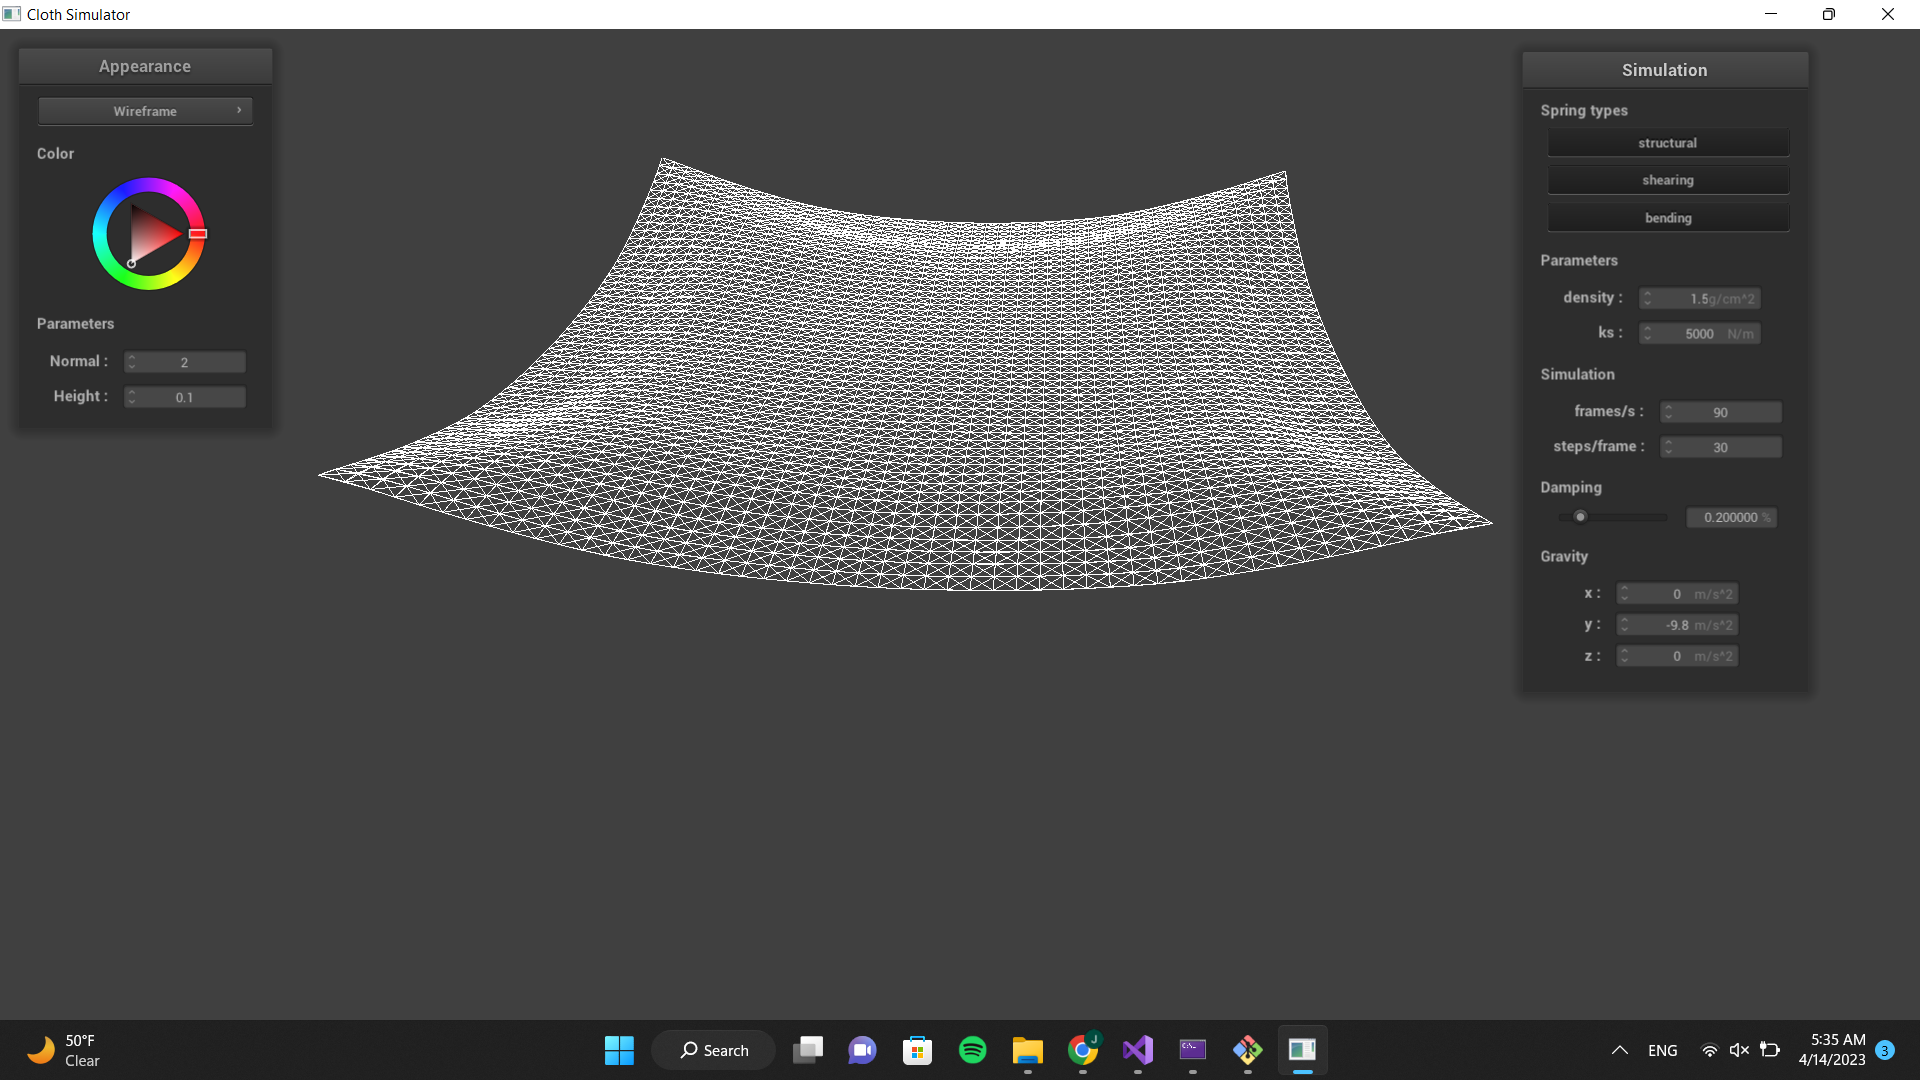 Cloth Simulator
Appearance
Wireframe
Color
Parameters
Normal : 2
Height : 0.1
Simulation
Spring types
structural
shearing
bending
Parameters
density : 1.5g/cm^2
ks : 5000 N/m
Simulation
frames/s : 90
steps/frame : 30
Damping
0.200000 %
Gravity
x : 0 m/s^2
y : -9.8 m/s^2
z : 0 m/s^2
50°F
Clear
Search
J
C:\_
ENG
5:35 AM
4/14/2023
3